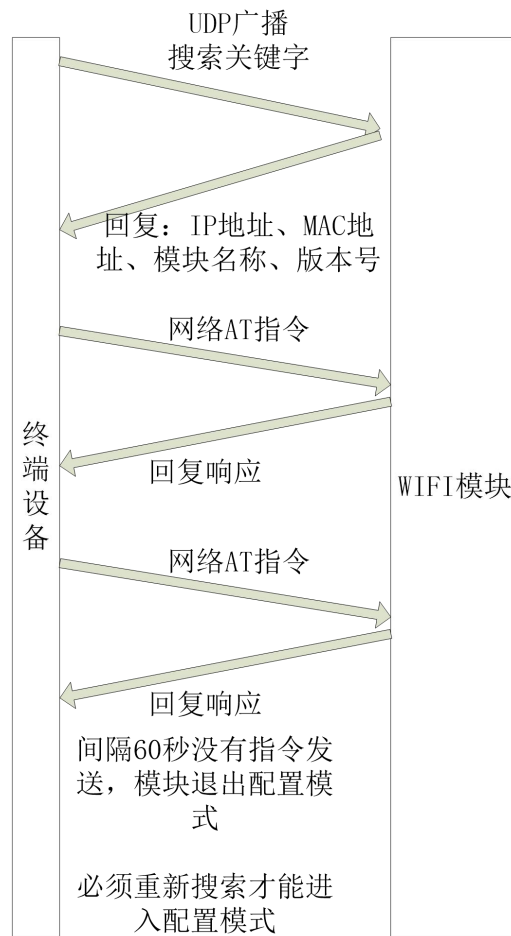 UDP广播
搜索关键字
回复：IP地址、MAC地
址、模块名称、版本号
网络AT指令
回复响应
终端设备
WIFI模块
网络AT指令
回复响应
间隔60秒没有指令发
送，模块退出配置模
式
必须重新搜索才能进
入配置模式